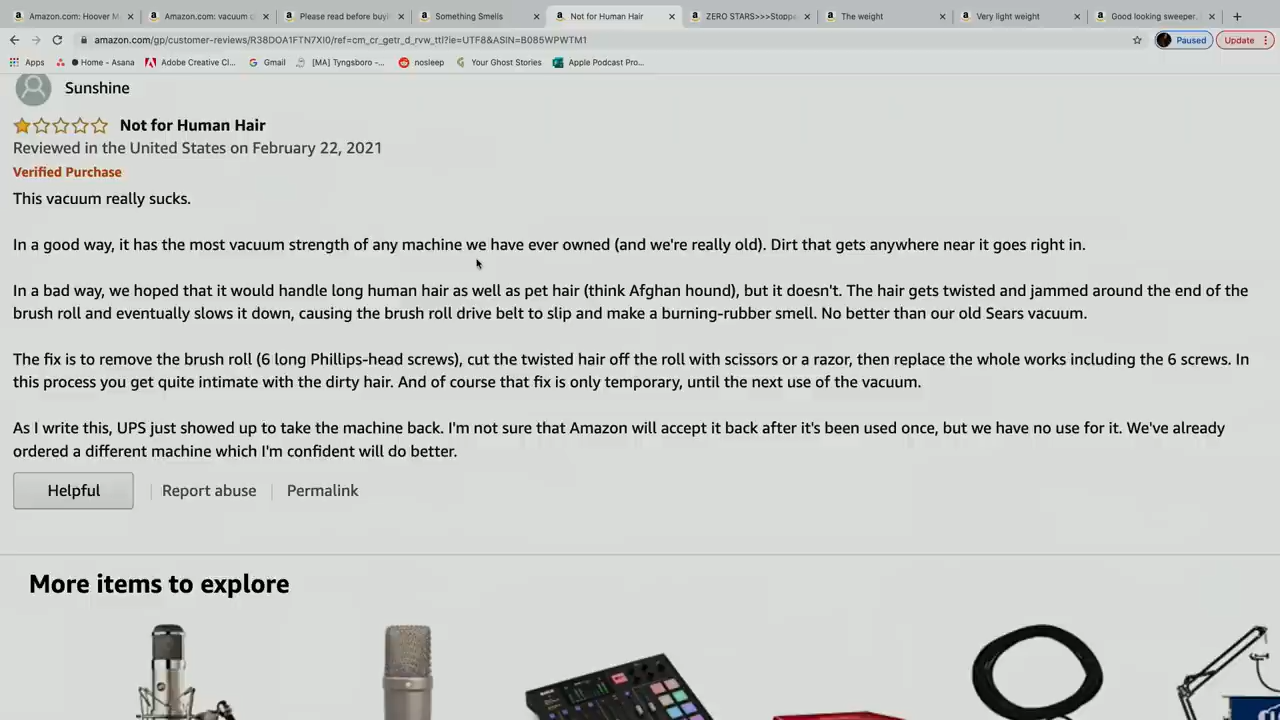 Amazon.com: Hoover M
Amazon.com: vacuum c
Please read before buyi
Something Smells
Not for Human Hair
ZERO STARS>>>Stoppe
The weight
Very light weight
Good looking sweeper.
amazon.com/gp/customer-reviews/R38DOA1FTN7XI0/ref=cm_cr_getr_d_rvw_ttl?ie=UTF8&ASIN=B085WPWTM1
Paused
Update
Apps
Home - Asana
Adobe Creative Cl...
Gmail
[MA] Tyngsboro -...
nosleep
Your Ghost Stories
Apple Podcast Pro...
Sunshine
Not for Human Hair
Reviewed in the United States on February 22, 2021
Verified Purchase
This vacuum really sucks.
In a good way, it has the most vacuum strength of any machine we have ever owned (and we're really old). Dirt that gets anywhere near it goes right in.
In a bad way, we hoped that it would handle long human hair as well as pet hair (think Afghan hound), but it doesn't. The hair gets twisted and jammed around the end of the
brush roll and eventually slows it down, causing the brush roll drive belt to slip and make a burning-rubber smell. No better than our old Sears vacuum.
The fix is to remove the brush roll (6 long Phillips-head screws), cut the twisted hair off the roll with scissors or a razor, then replace the whole works including the 6 screws. In
this process you get quite intimate with the dirty hair. And of course that fix is only temporary, until the next use of the vacuum.
As I write this, UPS just showed up to take the machine back. I'm not sure that Amazon will accept it back after it's been used once, but we have no use for it. We've already
ordered a different machine which I'm confident will do better.
Helpful
Report abuse
Permalink
More items to explore